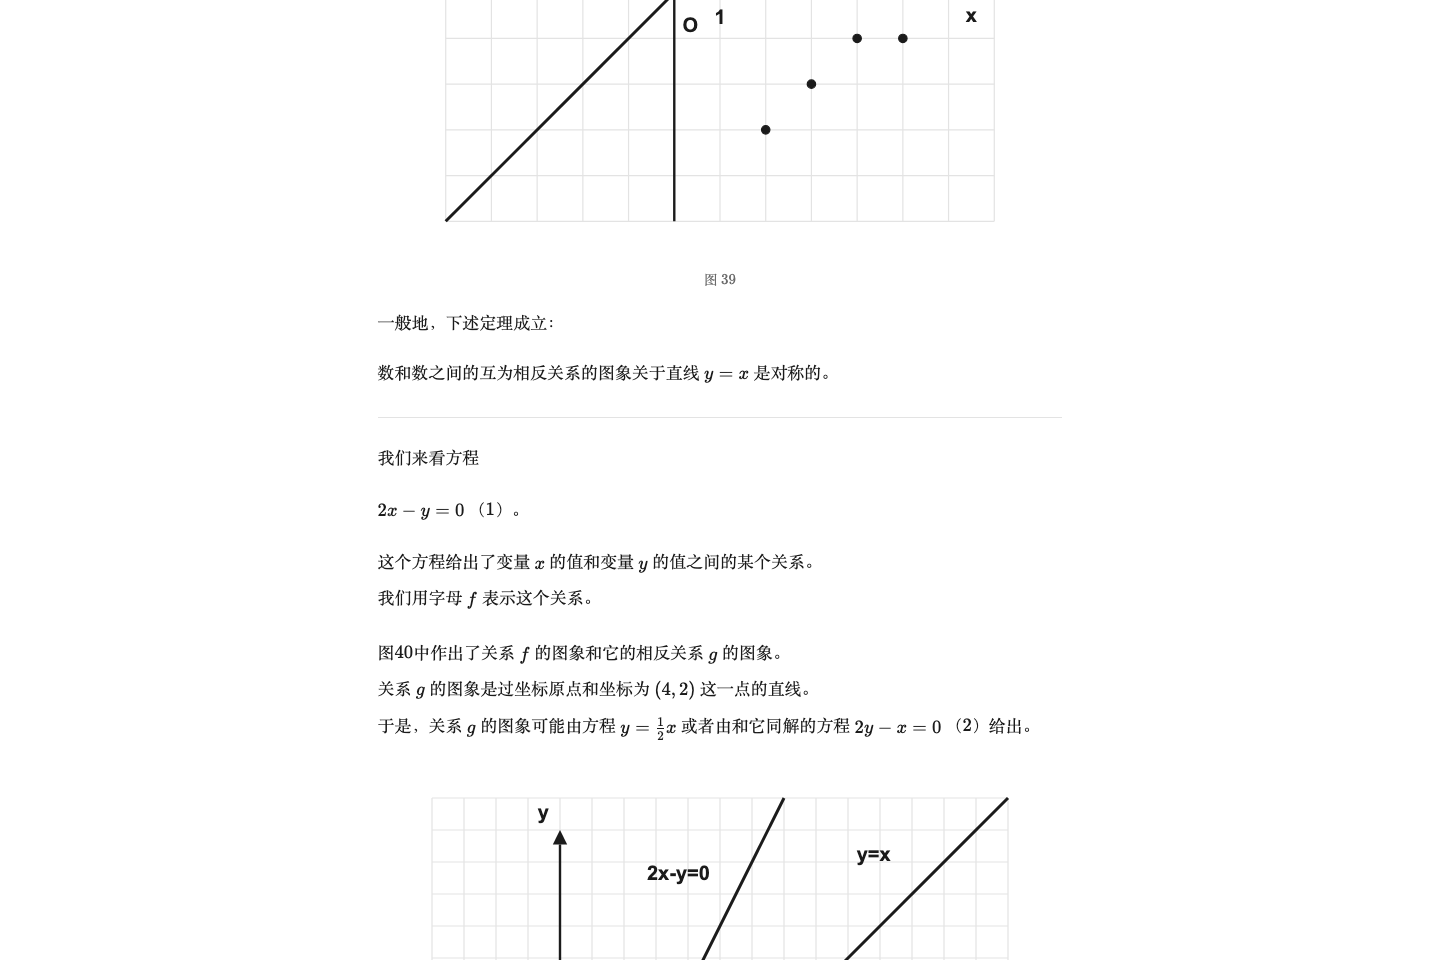 O 1 x
图 39
一般地，下述定理成立：
数和数之间的互为相反关系的图象关于直线 y = x 是对称的。
我们来看方程
2x − y = 0 （1）。
这个方程给出了变量 x 的值和变量 y 的值之间的某个关系。
我们用字母 f 表示这个关系。
图40中作出了关系 f 的图象和它的相反关系 g 的图象。
关系 g 的图象是过坐标原点和坐标为 (4, 2) 这一点的直线。
于是，关系 g 的图象可能由方程 y = 1/2 x 或者由和它同解的方程 2y − x = 0 （2）给出。
y
y=x
2x-y=0